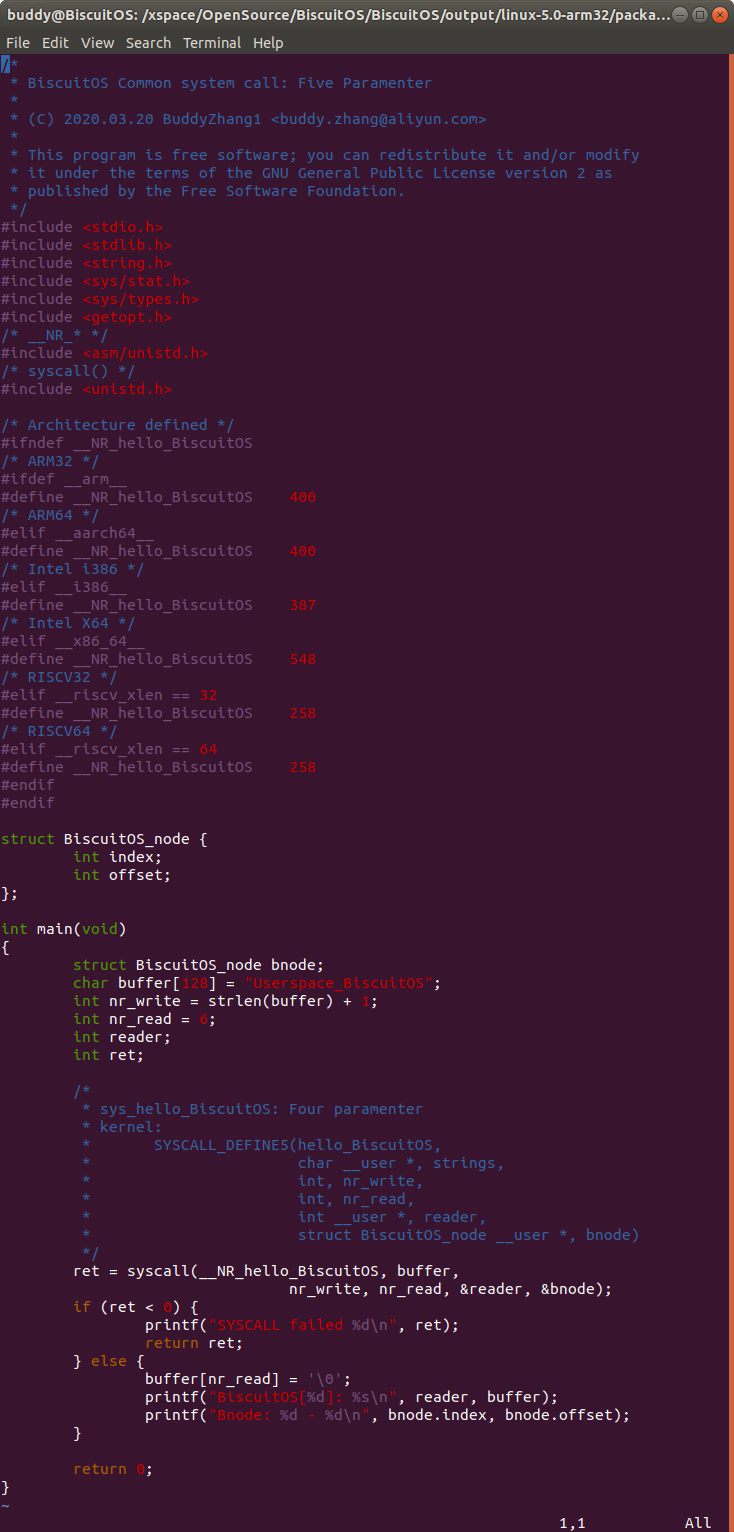 buddy@BiscuitOS: /xspace/OpenSource/BiscuitOS/BiscuitOS/output/linux-5.0-arm32/packa...
File Edit View Search Terminal Help
/*
 * BiscuitOS Common system call: Five Paramenter
 *
 * (C) 2020.03.20 BuddyZhang1 <buddy.zhang@aliyun.com>
 *
 * This program is free software; you can redistribute it and/or modify
 * it under the terms of the GNU General Public License version 2 as
 * published by the Free Software Foundation.
 */
#include <stdio.h>
#include <stdlib.h>
#include <string.h>
#include <sys/stat.h>
#include <sys/types.h>
#include <getopt.h>
/* __NR_* */
#include <asm/unistd.h>
/* syscall() */
#include <unistd.h>

/* Architecture defined */
#ifndef __NR_hello_BiscuitOS
/* ARM32 */
#ifdef __arm__
#define __NR_hello_BiscuitOS    400
/* ARM64 */
#elif __aarch64__
#define __NR_hello_BiscuitOS    400
/* Intel i386 */
#elif __i386__
#define __NR_hello_BiscuitOS    387
/* Intel X64 */
#elif __x86_64__
#define __NR_hello_BiscuitOS    548
/* RISCV32 */
#elif __riscv_xlen == 32
#define __NR_hello_BiscuitOS    258
/* RISCV64 */
#elif __riscv_xlen == 64
#define __NR_hello_BiscuitOS    258
#endif
#endif

struct BiscuitOS_node {
        int index;
        int offset;
};

int main(void)
{
        struct BiscuitOS_node bnode;
        char buffer[128] = "Userspace_BiscuitOS";
        int nr_write = strlen(buffer) + 1;
        int nr_read = 6;
        int reader;
        int ret;

        /*
         * sys_hello_BiscuitOS: Four paramenter
         * kernel:
         *       SYSCALL_DEFINE5(hello_BiscuitOS,
         *                       char __user *, strings,
         *                       int, nr_write,
         *                       int, nr_read,
         *                       int __user *, reader,
         *                       struct BiscuitOS_node __user *, bnode)
         */
        ret = syscall(__NR_hello_BiscuitOS, buffer,
                                nr_write, nr_read, &reader, &bnode);
        if (ret < 0) {
                printf("SYSCALL failed %d\n", ret);
                return ret;
        } else {
                buffer[nr_read] = '\0';
                printf("BiscuitOS[%d]: %s\n", reader, buffer);
                printf("Bnode: %d - %d\n", bnode.index, bnode.offset);
        }

        return 0;
}
~
1,1 All